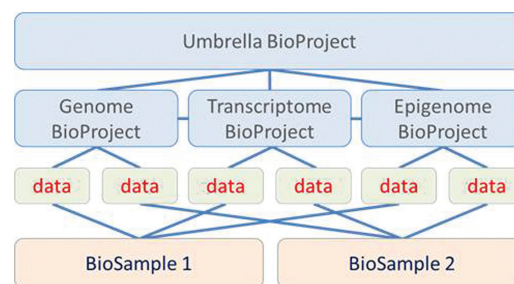 Umbrella BioProject
Genome Transcriptome Epigenome
BioProject BioProject BioProject
data data data data data data
BioSample 1 BioSample 2